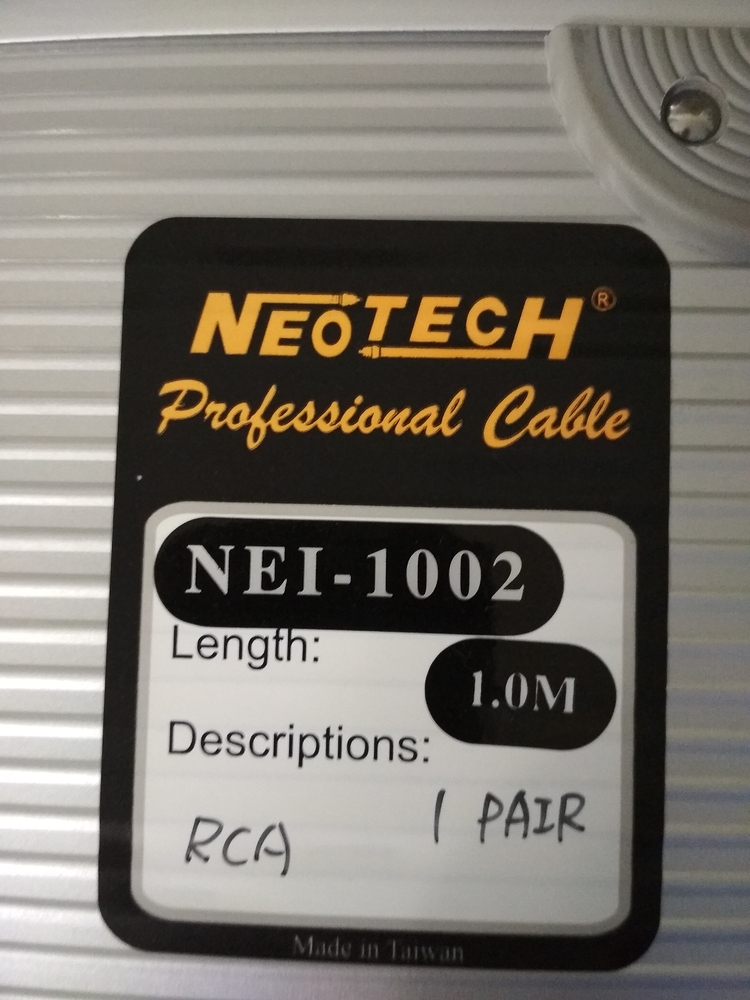 NEOTECH®
Professional Cable
NEI-1002
Length:
1.0M
Descriptions:
RCA 1 PAIR
Made in Taiwan